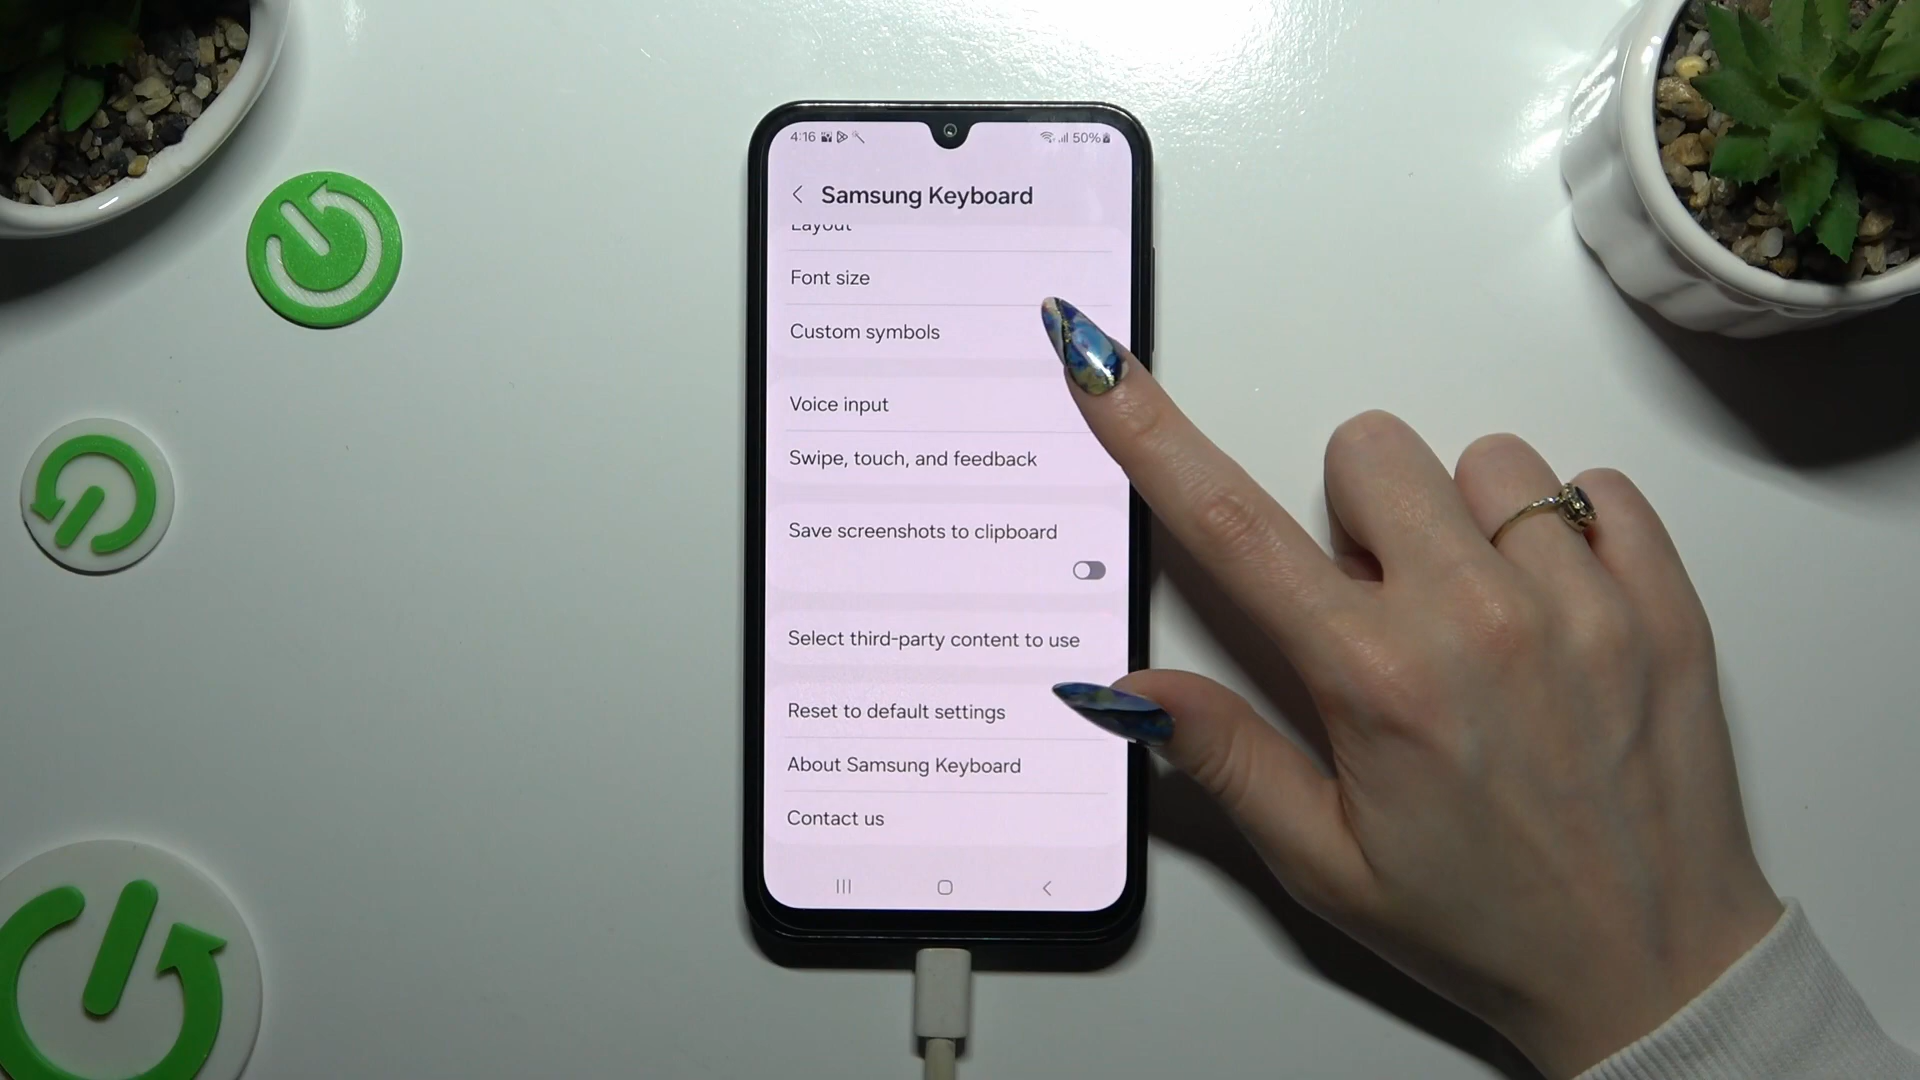 4:16 50%
Samsung Keyboard
Layout
Font size
Custom symbols
Voice input
Swipe, touch, and feedback
Save screenshots to clipboard
Select third-party content to use
Reset to default settings
About Samsung Keyboard
Contact us